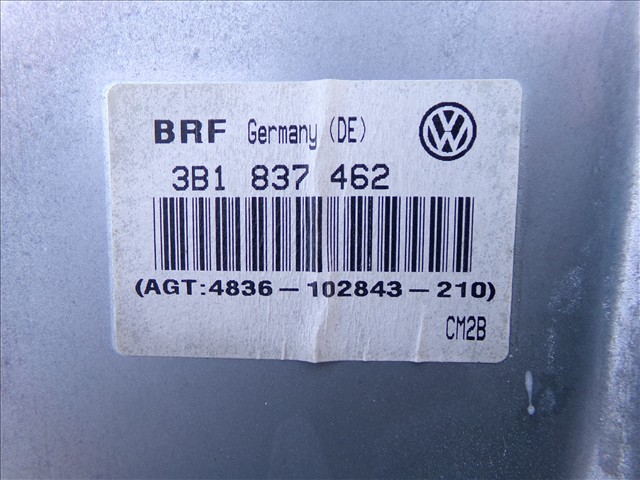 BRF Germany (DE)
3B1 837 462
(AGT:4836-102843-210)
CM2B